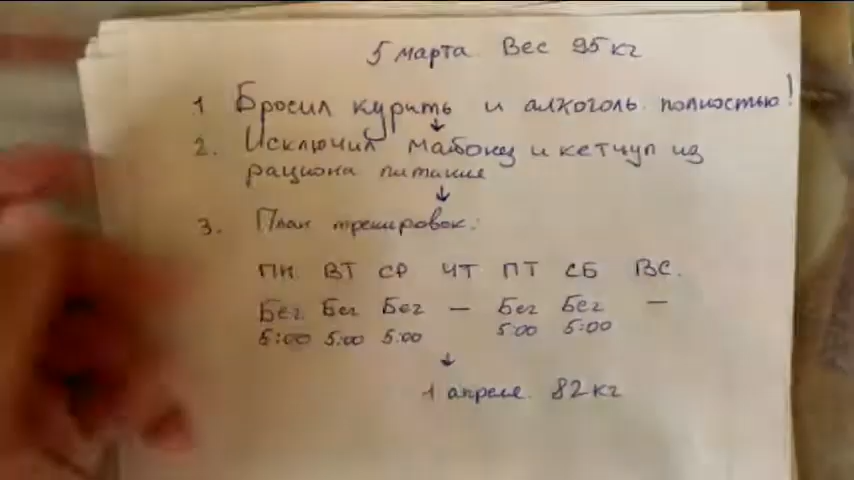 5 марта. Вес 95 кг
1 Бросил курить и алкоголь полностью!
2. Исключил майонез и кетчуп из
рациона питания
3. План тренировок:
ПН ВТ СР ЧТ ПТ СБ ВС.
Бег Бег Бег — Бег Бег —
5:00 5:00 5:00 5:00 5:00
1 апреля. 82 кг